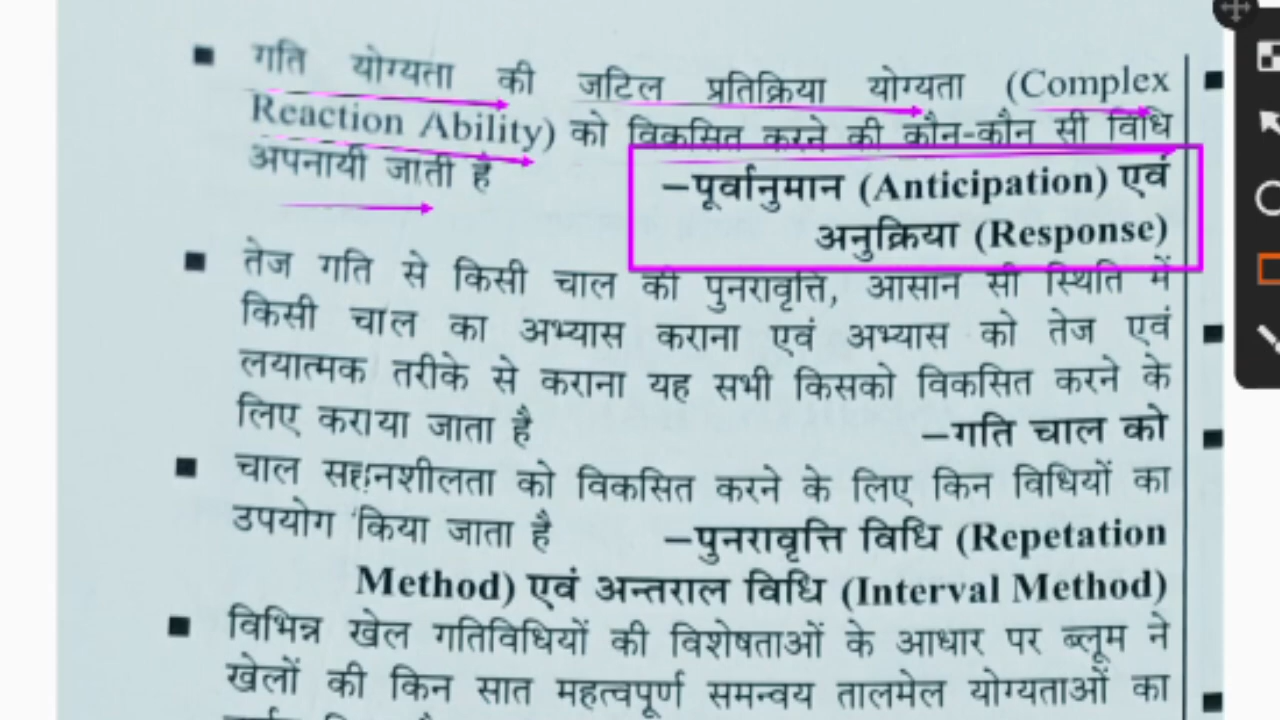 गति योग्यता की जटिल प्रतिक्रिया योग्यता (Complex
Reaction Ability) को विकसित करने की कौन-कौन सी विधि
अपनायी जाती है
–पूर्वानुमान (Anticipation) एवं
अनुक्रिया (Response)
तेज गति से किसी चाल की पुनरावृत्ति, आसान सी स्थिति में
किसी चाल का अभ्यास कराना एवं अभ्यास को तेज एवं
लयात्मक तरीके से कराना यह सभी किसको विकसित करने के
लिए कराया जाता है –गति चाल को
चाल सहनशीलता को विकसित करने के लिए किन विधियों का
उपयोग किया जाता है –पुनरावृत्ति विधि (Repetation
Method) एवं अन्तराल विधि (Interval Method)
विभिन्न खेल गतिविधियों की विशेषताओं के आधार पर ब्लूम ने
खेलों की किन सात महत्वपूर्ण समन्वय तालमेल योग्यताओं का